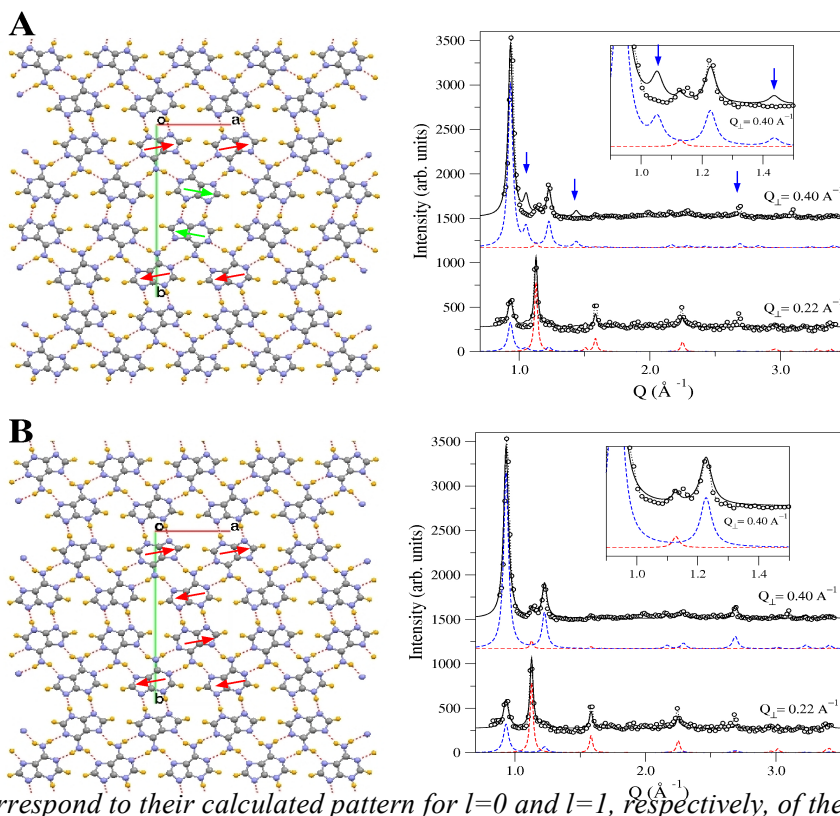 A
c
a
b
3500
3000
2500
2000
1500
1000
500
0
Intensity (arb. units)
1.0
2.0
3.0
Q (Å⁻¹)
Q⊥= 0.40 A⁻
Q⊥= 0.22 A⁻¹
Q⊥= 0.40 A⁻¹
1.0
1.2
1.4
B
c
a
b
3500
3000
2500
2000
1500
1000
500
0
Intensity (arb. units)
1.0
2.0
3.0
Q (Å⁻¹)
Q⊥= 0.40 A⁻¹
Q⊥= 0.22 A⁻¹
Q⊥= 0.40 A⁻¹
1.0
1.2
1.4
rrespond to their calculated pattern for l=0 and l=1, respectively, of the